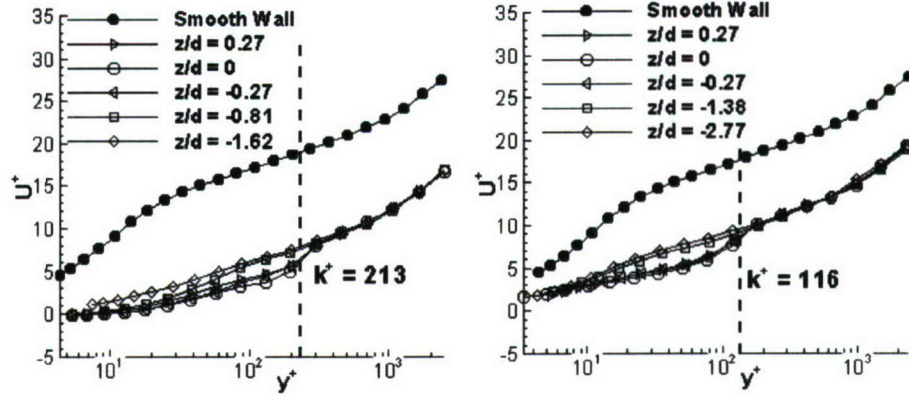 Smooth Wall
z/d = 0.27
z/d = 0
z/d = -0.27
z/d = -0.81
z/d = -1.62
35
30
25
20
15
10
5
0
-5
U⁺
k⁺ = 213
10¹
10²
10³
y⁺
Smooth Wall
z/d = 0.27
z/d = 0
z/d = -0.27
z/d = -1.38
z/d = -2.77
35
30
25
20
15
10
5
0
-5
U⁺
k⁺ = 116
10¹
10²
10³
y⁺